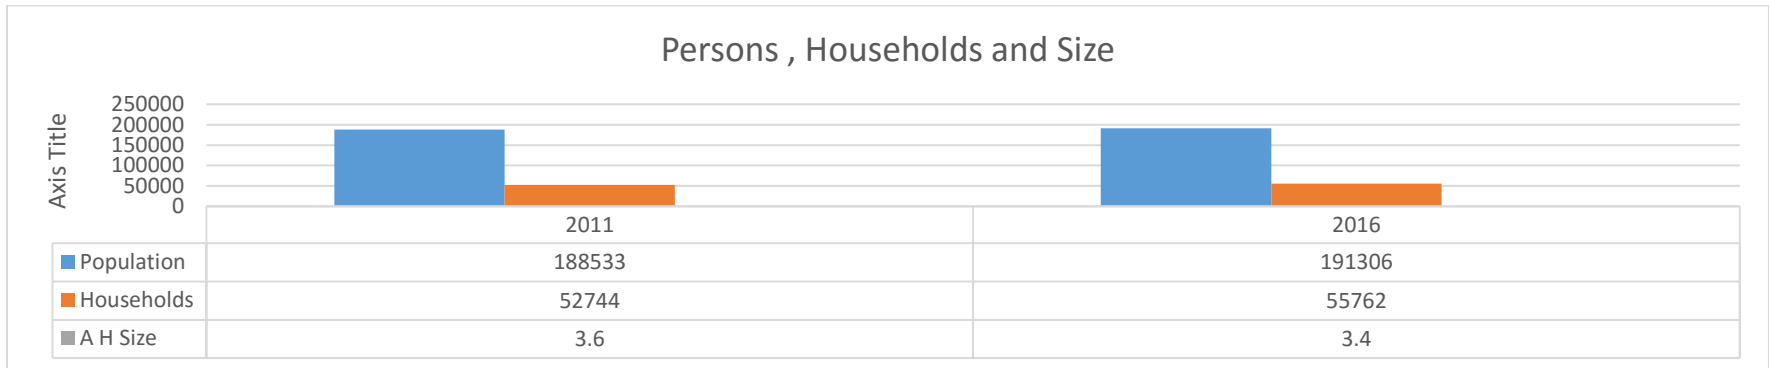 Persons , Households and Size
Axis Title
250000
200000
150000
100000
50000
0
2011 2016
Population 188533 191306
Households 52744 55762
A H Size 3.6 3.4